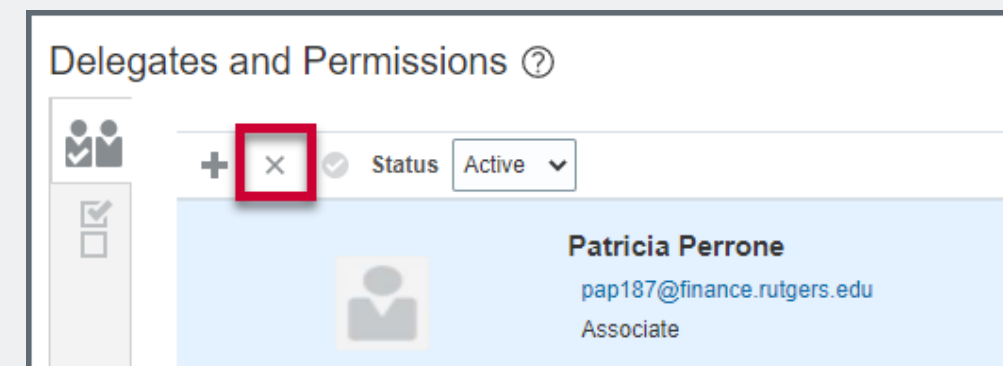 Delegates and Permissions ?
Status Active
Patricia Perrone
pap187@finance.rutgers.edu
Associate